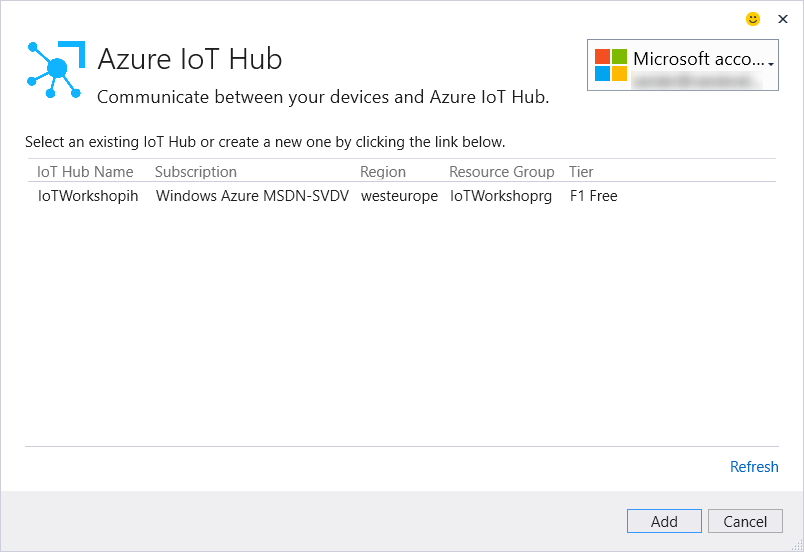 Azure IoT Hub
Microsoft acco...
Communicate between your devices and Azure IoT Hub.
Select an existing IoT Hub or create a new one by clicking the link below.
IoT Hub Name Subscription Region Resource Group Tier
IoTWorkshopih Windows Azure MSDN-SVDV westeurope IoTWorkshoprg F1 Free
Refresh
Add Cancel